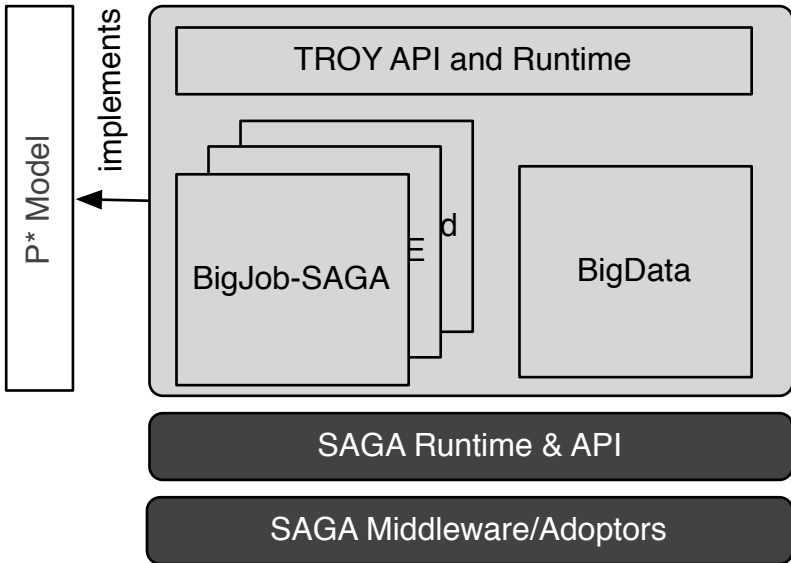 P* Model
implements
TROY API and Runtime
d
E
BigJob-SAGA
BigData
SAGA Runtime & API
SAGA Middleware/Adoptors